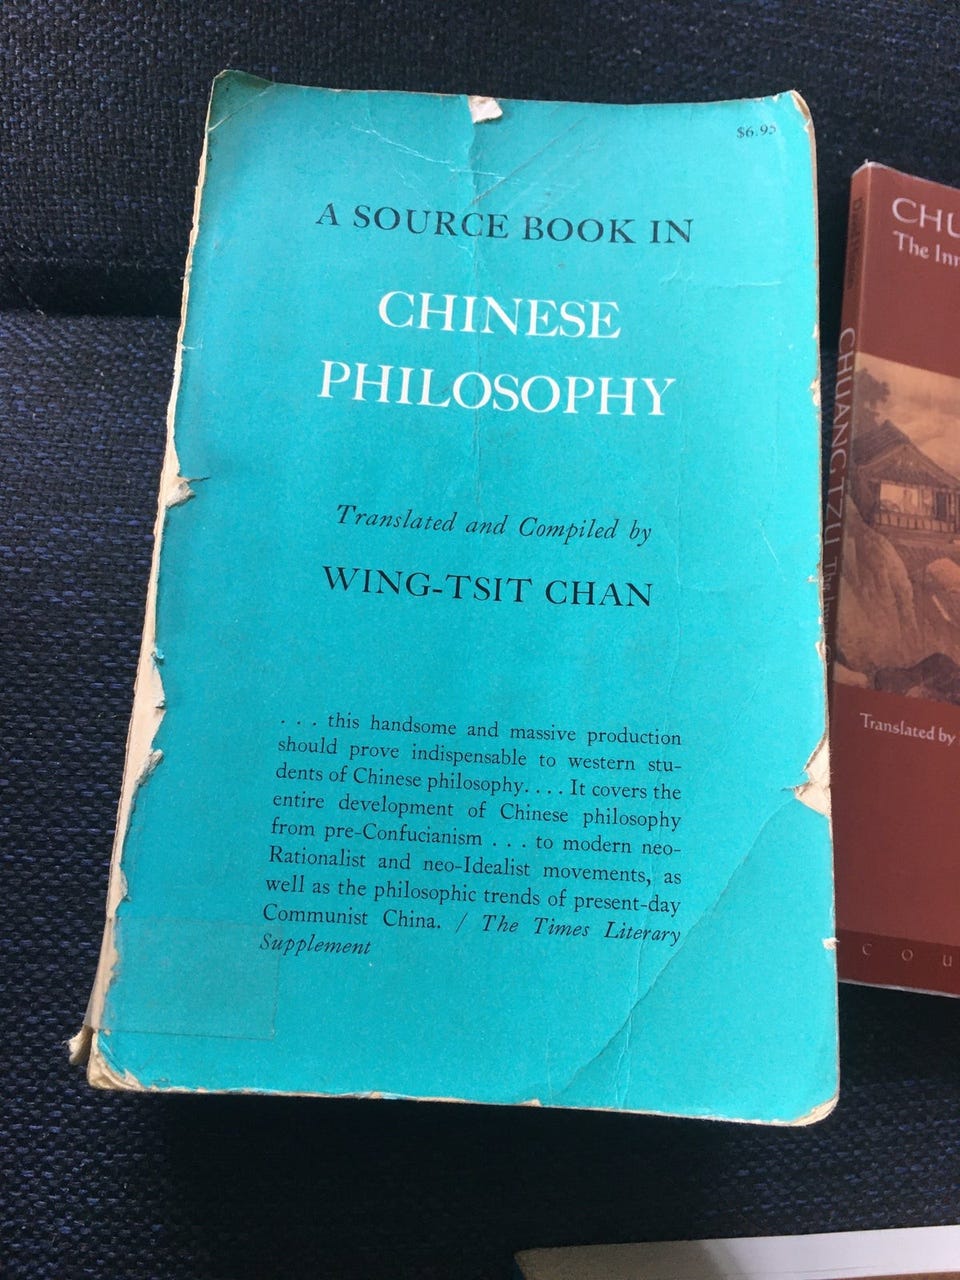 $6.95
A SOURCE BOOK IN
CHINESE
PHILOSOPHY
Translated and Compiled by
WING-TSIT CHAN
. . . this handsome and massive production
should prove indispensable to western stu-
dents of Chinese philosophy. . . . It covers the
entire development of Chinese philosophy
from pre-Confucianism . . . to modern neo-
Rationalist and neo-Idealist movements, as
well as the philosophic trends of present-day
Communist China. / The Times Literary
Supplement
CHU
The Inn
CHUANG TZU The
Translated by
COU